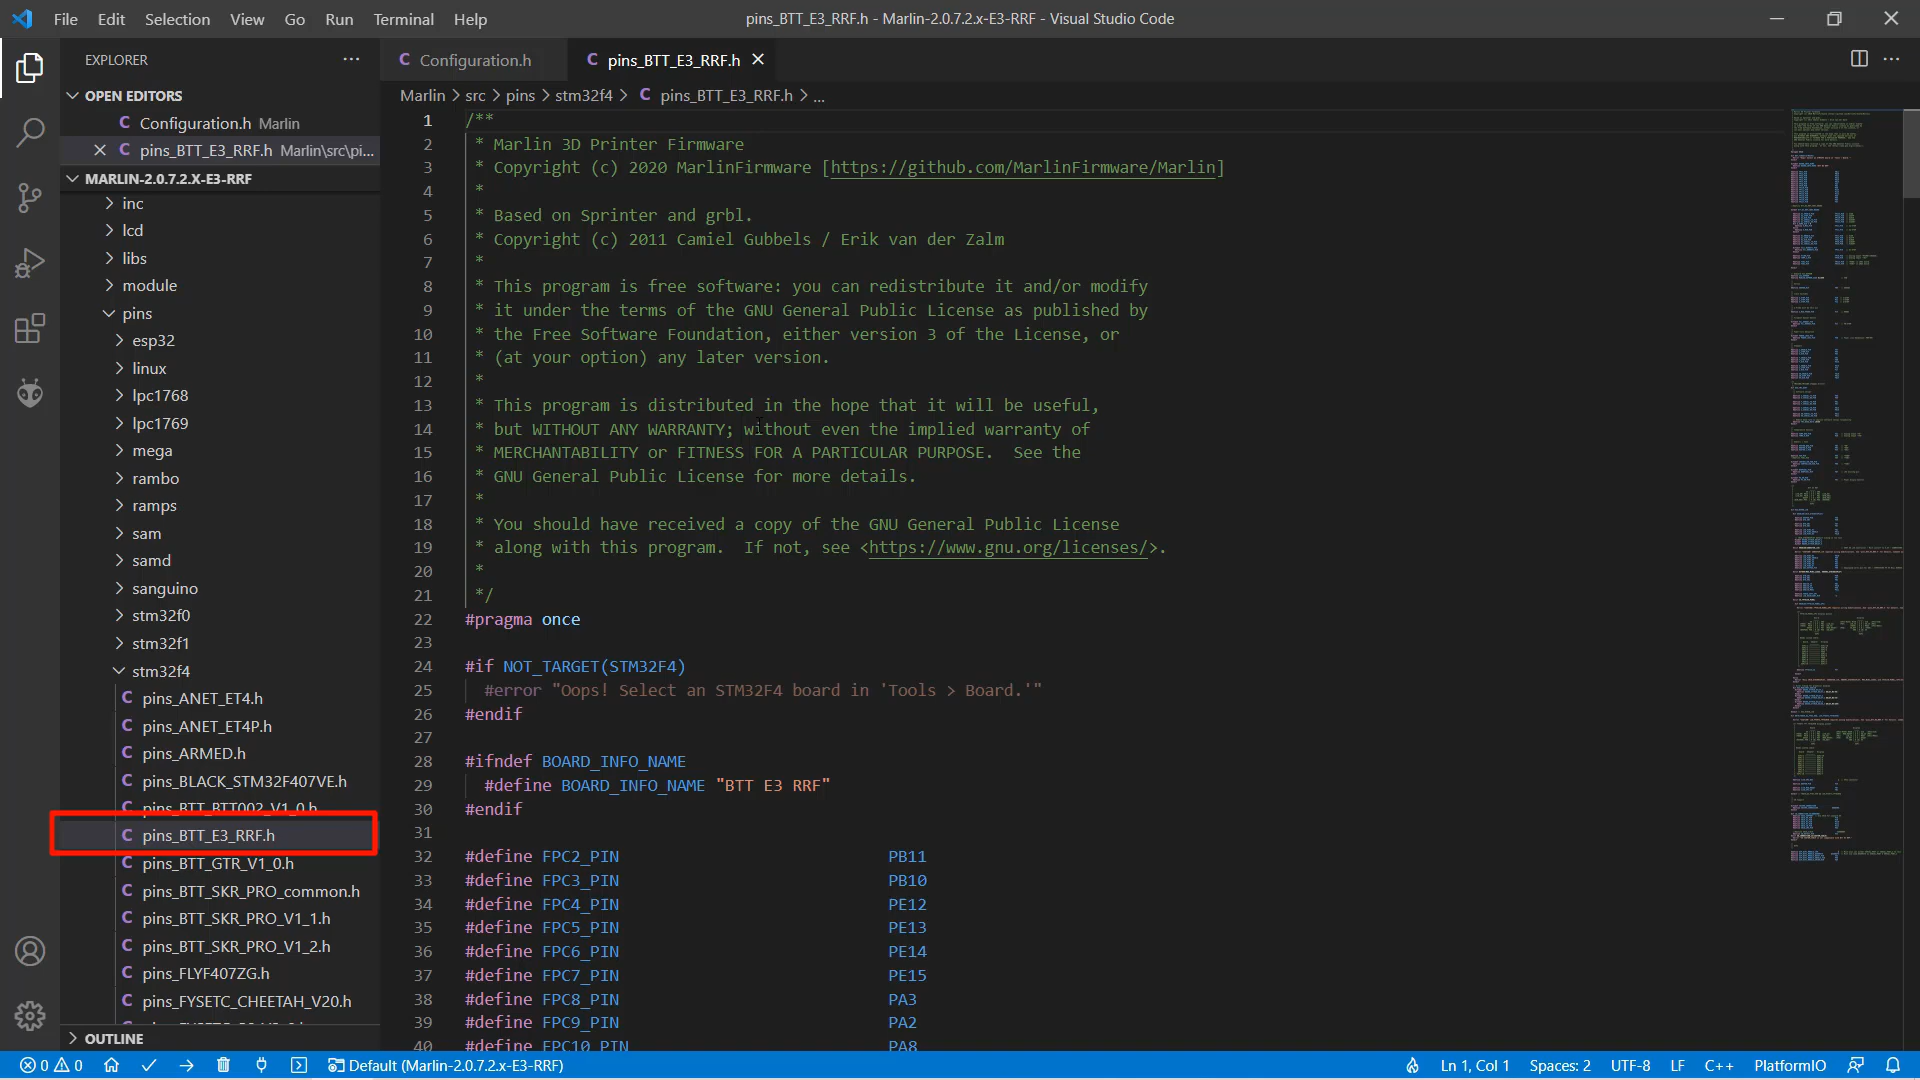 File Edit Selection View Go Run Terminal Help
pins_BTT_E3_RRF.h - Marlin-2.0.7.2.x-E3-RRF - Visual Studio Code
EXPLORER
OPEN EDITORS
Configuration.h Marlin
pins_BTT_E3_RRF.h Marlin\src\pi...
MARLIN-2.0.7.2.X-E3-RRF
inc
lcd
libs
module
pins
esp32
linux
lpc1768
lpc1769
mega
rambo
ramps
sam
samd
sanguino
stm32f0
stm32f1
stm32f4
C pins_ANET_ET4.h
C pins_ANET_ET4P.h
C pins_ARMED.h
C pins_BLACK_STM32F407VE.h
C pins_BTT_BTT002_V1_0.h
C pins_BTT_E3_RRF.h
C pins_BTT_GTR_V1_0.h
C pins_BTT_SKR_PRO_common.h
C pins_BTT_SKR_PRO_V1_1.h
C pins_BTT_SKR_PRO_V1_2.h
C pins_FLYF407ZG.h
C pins_FYSETC_CHEETAH_V20.h
OUTLINE
C Configuration.h
C pins_BTT_E3_RRF.h
Marlin > src > pins > stm32f4 > C pins_BTT_E3_RRF.h > ...
1 /**
2 * Marlin 3D Printer Firmware
3 * Copyright (c) 2020 MarlinFirmware [https://github.com/MarlinFirmware/Marlin]
4 *
5 * Based on Sprinter and grbl.
6 * Copyright (c) 2011 Camiel Gubbels / Erik van der Zalm
7 *
8 * This program is free software: you can redistribute it and/or modify
9 * it under the terms of the GNU General Public License as published by
10 * the Free Software Foundation, either version 3 of the License, or
11 * (at your option) any later version.
12 *
13 * This program is distributed in the hope that it will be useful,
14 * but WITHOUT ANY WARRANTY; without even the implied warranty of
15 * MERCHANTABILITY or FITNESS FOR A PARTICULAR PURPOSE.  See the
16 * GNU General Public License for more details.
17 *
18 * You should have received a copy of the GNU General Public License
19 * along with this program.  If not, see <https://www.gnu.org/licenses/>.
20 *
21 */
22 #pragma once
23
24 #if NOT_TARGET(STM32F4)
25 #error "Oops! Select an STM32F4 board in 'Tools > Board.'"
26 #endif
27
28 #ifndef BOARD_INFO_NAME
29 #define BOARD_INFO_NAME "BTT E3 RRF"
30 #endif
31
32 #define FPC2_PIN PB11
33 #define FPC3_PIN PB10
34 #define FPC4_PIN PE12
35 #define FPC5_PIN PE13
36 #define FPC6_PIN PE14
37 #define FPC7_PIN PE15
38 #define FPC8_PIN PA3
39 #define FPC9_PIN PA2
40 #define FPC10_PIN PA8
0 0 Default (Marlin-2.0.7.2.x-E3-RRF)
Ln 1, Col 1 Spaces: 2 UTF-8 LF C++ PlatformIO